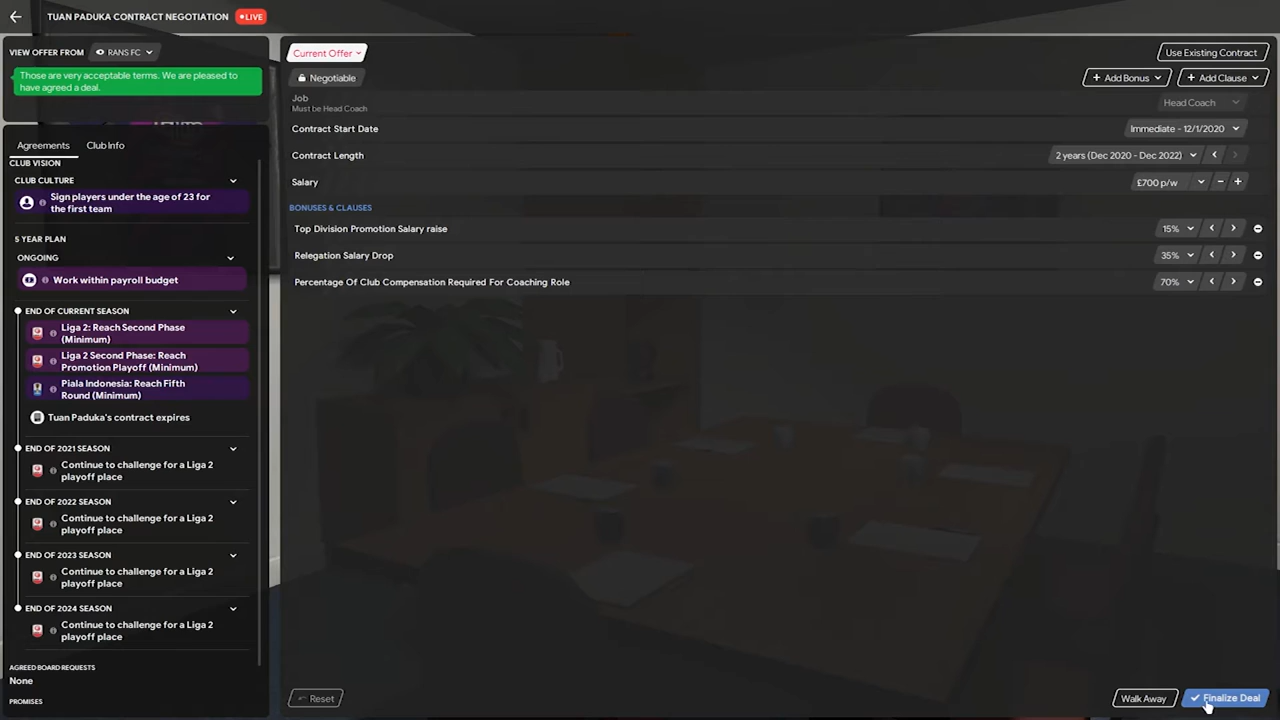 TUAN PADUKA CONTRACT NEGOTIATION
LIVE
VIEW OFFER FROM
RANS FC
Those are very acceptable terms. We are pleased to
have agreed a deal.
Agreements
Club Info
CLUB VISION
CLUB CULTURE
Sign players under the age of 23 for
the first team
5 YEAR PLAN
ONGOING
Work within payroll budget
END OF CURRENT SEASON
Liga 2: Reach Second Phase
(Minimum)
Liga 2 Second Phase: Reach
Promotion Playoff (Minimum)
Piala Indonesia: Reach Fifth
Round (Minimum)
Tuan Paduka's contract expires
END OF 2021 SEASON
Continue to challenge for a Liga 2
playoff place
END OF 2022 SEASON
Continue to challenge for a Liga 2
playoff place
END OF 2023 SEASON
Continue to challenge for a Liga 2
playoff place
END OF 2024 SEASON
Continue to challenge for a Liga 2
playoff place
AGREED BOARD REQUESTS
None
PROMISES
Current Offer
Existing Contract
Negotiable
+ Add Bonus
+ Add Clause
Job
Must be Head Coach
Head Coach
Contract Start Date
Immediate - 12/1/2020
Contract Length
2 years (Dec 2020 - Dec 2022)
Salary
£700 p/w
BONUSES & CLAUSES
Top Division Promotion Salary raise
15%
Relegation Salary Drop
35%
Percentage Of Club Compensation Required For Coaching Role
70%
Reset
Walk Away
Finalize Deal